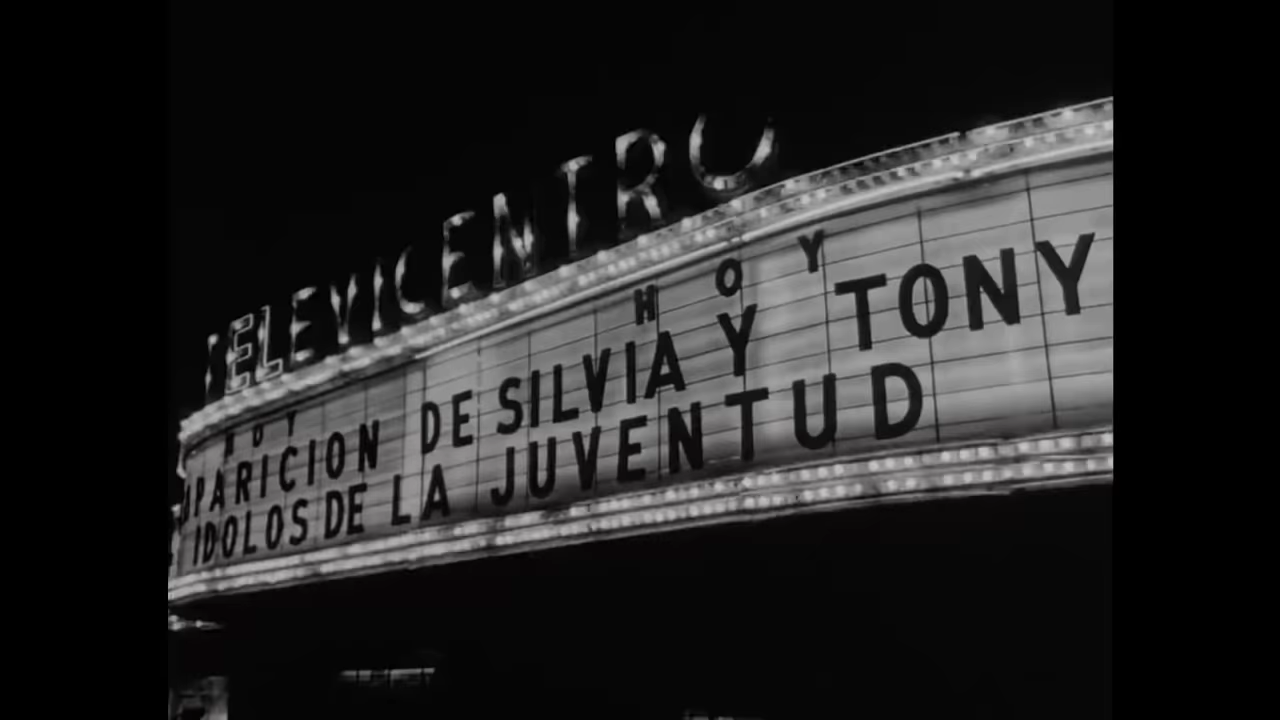 TELEVICENTRO
HOY HOY
APARICION DE SILVIA Y TONY
IDOLOS DE LA JUVENTUD